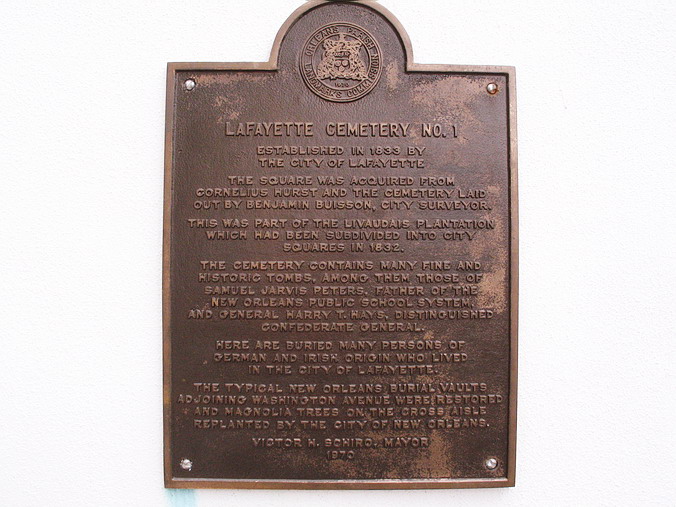 ORLEANS PARISH
LANDMARKS COMM.
1970
LAFAYETTE CEMETERY NO. 1
ESTABLISHED IN 1833 BY
THE CITY OF LAFAYETTE
THE SQUARE WAS ACQUIRED FROM
CORNELIUS HURST AND THE CEMETERY LAID
OUT BY BENJAMIN BUISSON, CITY SURVEYOR.
THIS WAS PART OF THE LIVAUDAIS PLANTATION
WHICH HAD BEEN SUBDIVIDED INTO CITY
SQUARES IN 1832.
THE CEMETERY CONTAINS MANY FINE AND
HISTORIC TOMBS, AMONG THEM THOSE OF
SAMUEL JARVIS PETERS, FATHER OF THE
NEW ORLEANS PUBLIC SCHOOL SYSTEM,
AND GENERAL HARRY T. HAYS, DISTINGUISHED
CONFEDERATE GENERAL.
HERE ARE BURIED MANY PERSONS OF
GERMAN AND IRISH ORIGIN WHO LIVED
IN THE CITY OF LAFAYETTE.
THE TYPICAL NEW ORLEANS BURIAL VAULTS
ADJOINING WASHINGTON AVENUE WERE RESTORED
AND MAGNOLIA TREES ON THE CROSS AISLE
REPLANTED BY THE CITY OF NEW ORLEANS.
VICTOR H. SCHIRO, MAYOR
1970